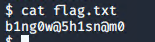 $ cat flag.txt
b1ng0w@5h1sn@m0
$